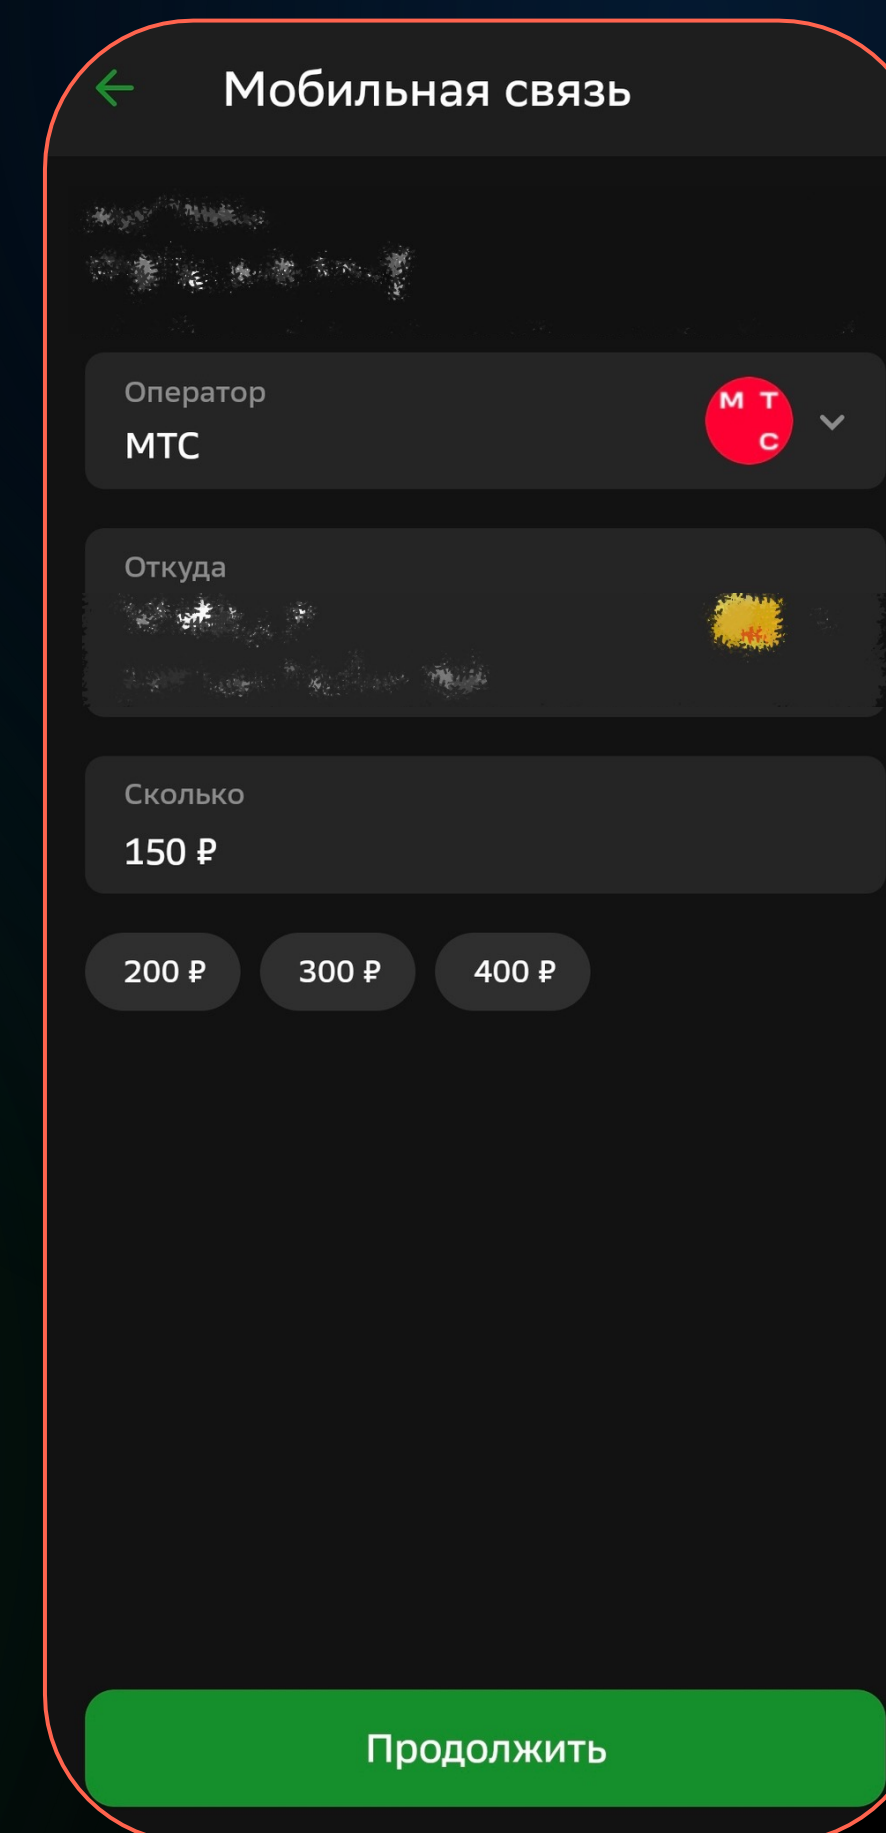 Мобильная связь
Оператор
МТС
М Т
С
Откуда
Сколько
150 ₽
200 ₽ 300 ₽ 400 ₽
Продолжить